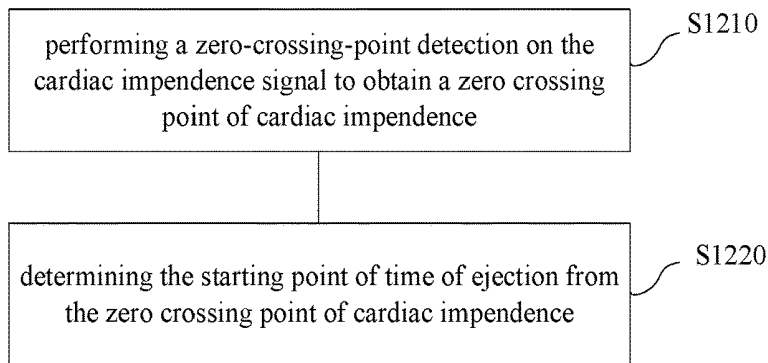 S1210
performing a zero-crossing-point detection on the
cardiac impendence signal to obtain a zero crossing
point of cardiac impendence
S1220
determining the starting point of time of ejection from
the zero crossing point of cardiac impendence